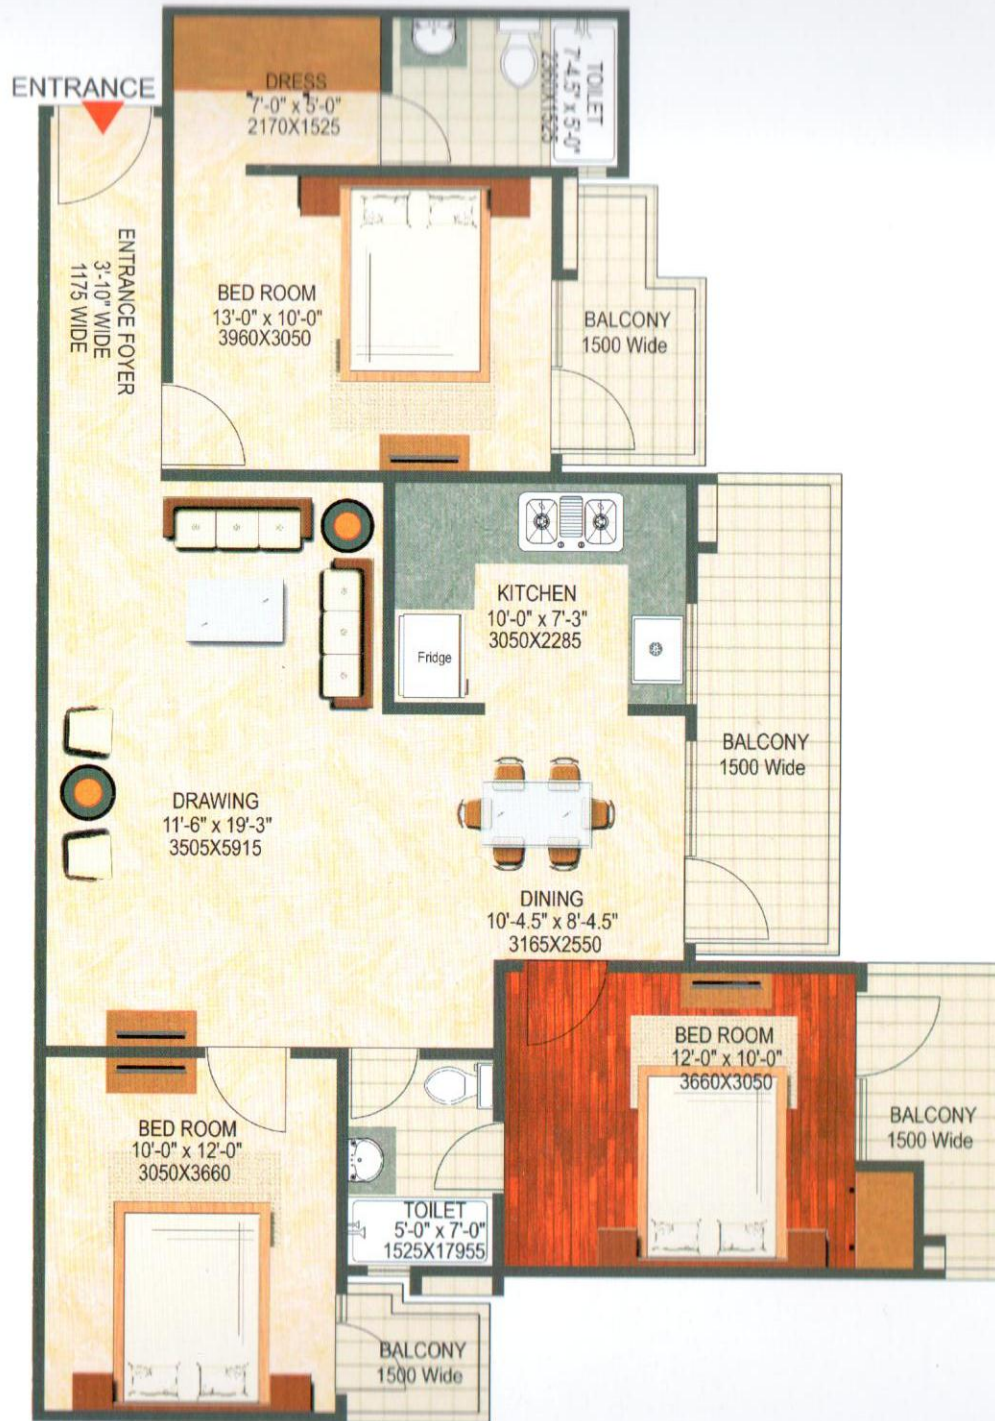 ENTRANCE
DRESS
7'-0" x 5'-0"
2170X1525
TOILET
7'-4.5" x 5'-0"
ENTRANCE FOYER
3'-10" WIDE
1175 WIDE
BED ROOM
13'-0" x 10'-0"
3960X3050
BALCONY
1500 Wide
KITCHEN
10'-0" x 7'-3"
3050X2285
Fridge
BALCONY
1500 Wide
DRAWING
11'-6" x 19'-3"
3505X5915
DINING
10'-4.5" x 8'-4.5"
3165X2550
BED ROOM
12'-0" x 10'-0"
3660X3050
BALCONY
1500 Wide
BED ROOM
10'-0" x 12'-0"
3050X3660
TOILET
5'-0" x 7'-0"
1525X17955
BALCONY
1500 Wide